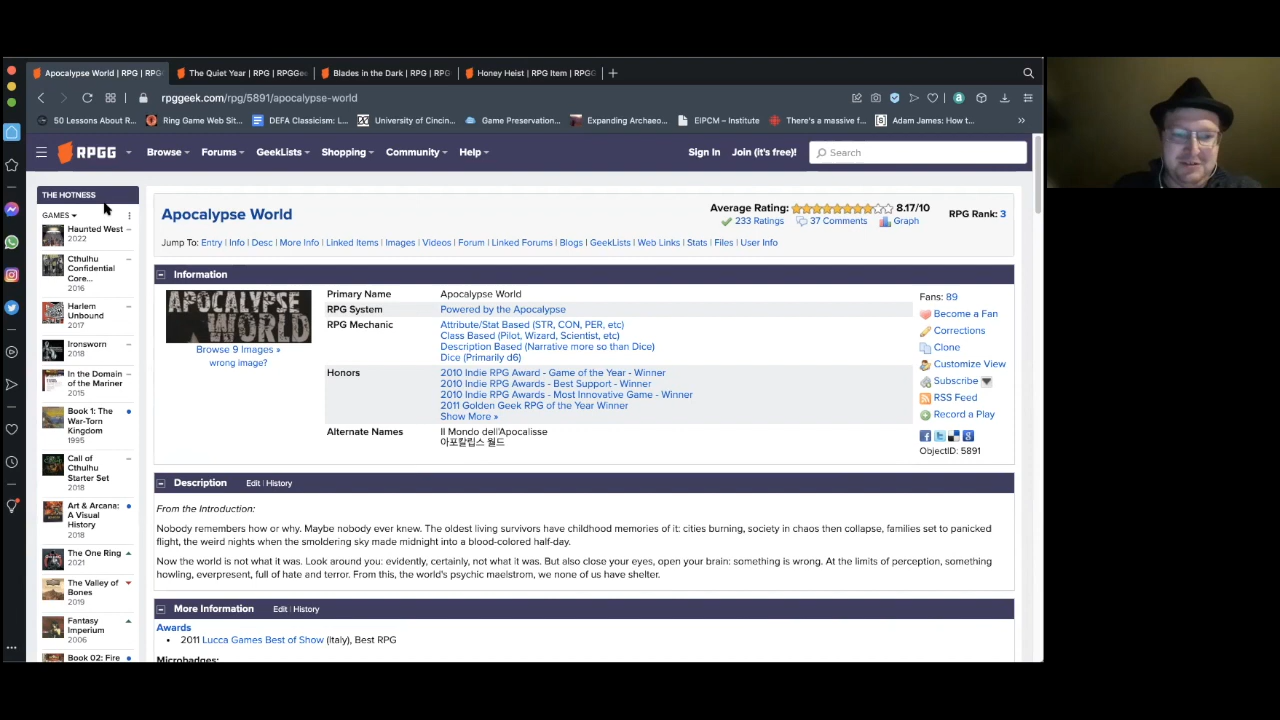 Apocalypse World | RPG | RPGG
The Quiet Year | RPG | RPGGe
Blades in the Dark | RPG | RPG
Honey Heist | RPG Item | RPGG
rpggeek.com/rpg/5891/apocalypse-world
50 Lessons About R...
Ring Game Web Sit...
DEFA Classicism: L...
University of Cincin...
Game Preservation...
Expanding Archaeo...
EIPCM – Institute
There's a massive f...
Adam James: How t...
RPGG
Browse
Forums
GeekLists
Shopping
Community
Help
Sign In
Join (it's free!)
Search
THE HOTNESS
GAMES
Haunted West
2022
Cthulhu
Confidential
Core...
2016
Harlem
Unbound
2017
Ironsworn
2018
In the Domain
of the Mariner
2015
Book 1: The
War-Torn
Kingdom
1995
Call of
Cthulhu
Starter Set
2018
Art & Arcana:
A Visual
History
2018
The One Ring
2021
The Valley of
Bones
2019
Fantasy
Imperium
2006
Book 02: Fire
Apocalypse World
Average Rating: 8.17/10
233 Ratings
37 Comments
Graph
RPG Rank: 3
Jump To: Entry | Info | Desc | More Info | Linked Items | Images | Videos | Forum | Linked Forums | Blogs | GeekLists | Web Links | Stats | Files | User Info
Information
APOCALYPSE
WORLD
Browse 9 Images »
wrong image?
Primary Name Apocalypse World
RPG System Powered by the Apocalypse
RPG Mechanic Attribute/Stat Based (STR, CON, PER, etc)
Class Based (Pilot, Wizard, Scientist, etc)
Description Based (Narrative more so than Dice)
Dice (Primarily d6)
Honors 2010 Indie RPG Award - Game of the Year - Winner
2010 Indie RPG Awards - Best Support - Winner
2010 Indie RPG Awards - Most Innovative Game - Winner
2011 Golden Geek RPG of the Year Winner
Show More »
Alternate Names Il Mondo dell'Apocalisse
아포칼립스 월드
Fans: 89
Become a Fan
Corrections
Clone
Customize View
Subscribe
RSS Feed
Record a Play
ObjectID: 5891
Description Edit | History
From the Introduction:
Nobody remembers how or why. Maybe nobody ever knew. The oldest living survivors have childhood memories of it: cities burning, society in chaos then collapse, families set to panicked
flight, the weird nights when the smoldering sky made midnight into a blood-colored half-day.
Now the world is not what it was. Look around you: evidently, certainly, not what it was. But also close your eyes, open your brain: something is wrong. At the limits of perception, something
howling, everpresent, full of hate and terror. From this, the world's psychic maelstrom, we none of us have shelter.
More Information Edit | History
Awards
• 2011 Lucca Games Best of Show (Italy), Best RPG
Microbadges: